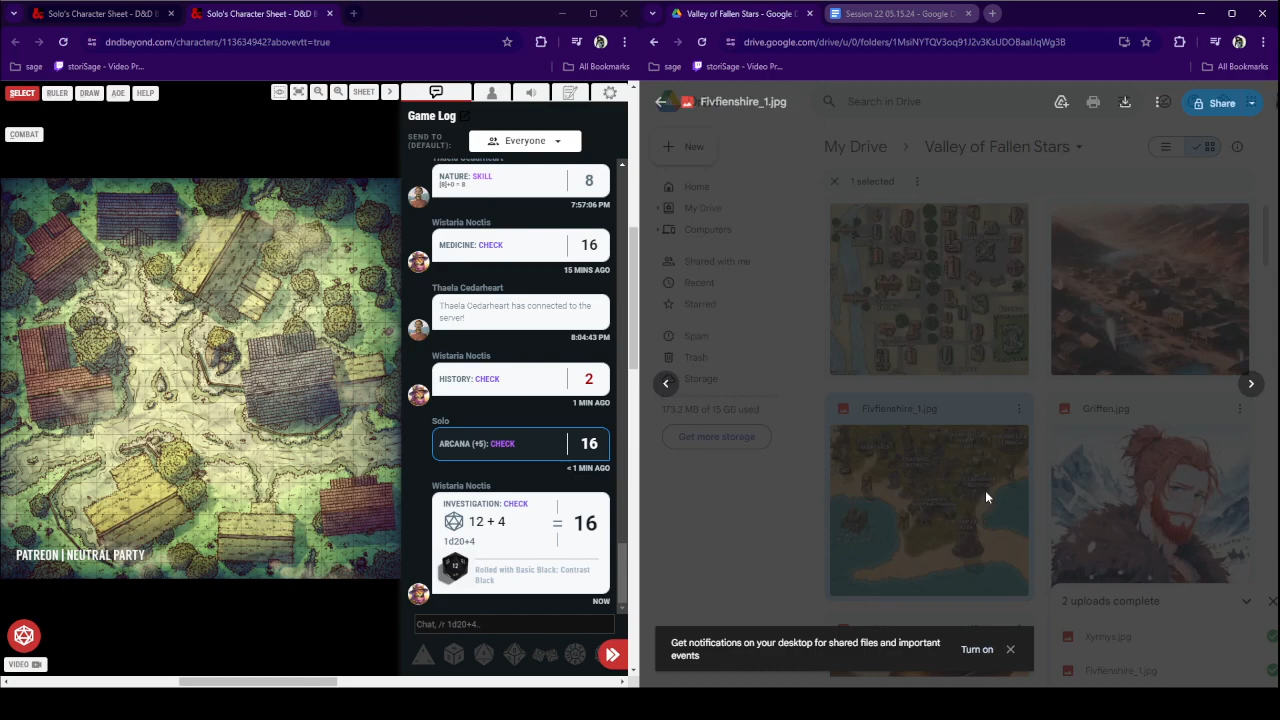 Solo's Character Sheet - D&D B
Solo's Character Sheet - D&D B
dndbeyond.com/characters/113634942?abovevtt=true
sage
storiSage - Video Pr...
All Bookmarks
SELECT
RULER
DRAW
AOE
HELP
SHEET
COMBAT
PATREON | NEUTRAL PARTY
VIDEO
Game Log
SEND TO
(DEFAULT):
Everyone
Thaela Cedarheart
NATURE: SKILL
[8]+0 = 8
8
7:57:06 PM
Wistaria Noctis
MEDICINE: CHECK
16
15 MINS AGO
Thaela Cedarheart
Thaela Cedarheart has connected to the
server!
8:04:43 PM
Wistaria Noctis
HISTORY: CHECK
2
1 MIN AGO
Solo
ARCANA (+5): CHECK
16
< 1 MIN AGO
Wistaria Noctis
INVESTIGATION: CHECK
12 + 4
=
16
1d20+4
12
Rolled with Basic Black: Contrast
Black
NOW
Chat, /r 1d20+4..
Valley of Fallen Stars - Google D
Session 22 05.15.24 - Google D
drive.google.com/drive/u/0/folders/1MsiNYTQV3oq91J2v3KsUDOBaaIJqWg3B
sage
storiSage - Video Pr...
All Bookmarks
Fivfienshire_1.jpg
Search in Drive
Share
New
My Drive
Valley of Fallen Stars
1 selected
Home
My Drive
Computers
Shared with me
Recent
Starred
Spam
Trash
Storage
173.2 MB of 15 GB used
Get more storage
Fivfienshire_1.jpg
Griffen.jpg
2 uploads complete
Xynnys.jpg
Fivfienshire_1.jpg
Get notifications on your desktop for shared files and important
events
Turn on